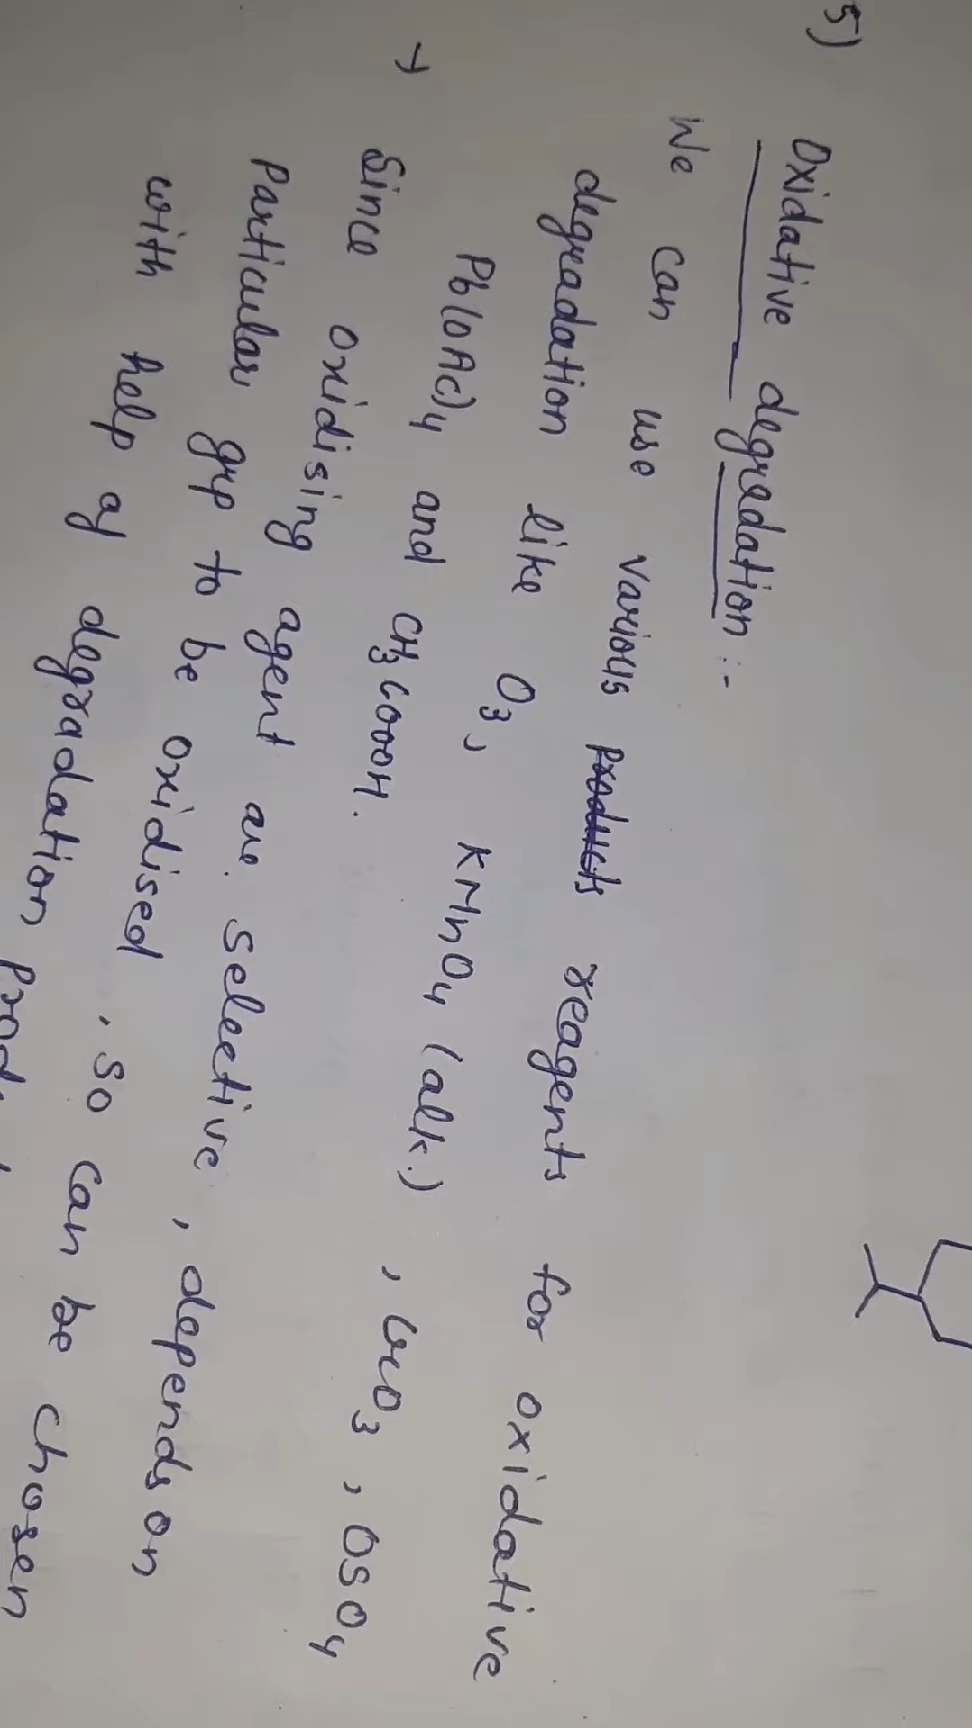 5) Oxidative degradation :-
We can use various products reagents for oxidative
degradation like O3, KMnO4 (alk.), CrO3, OsO4
Pb(OAc)4 and CH3COOOH.
→ Since oxidising agent are selective, depends on
Particular grp to be oxidised, so can be chosen
with help of degradation